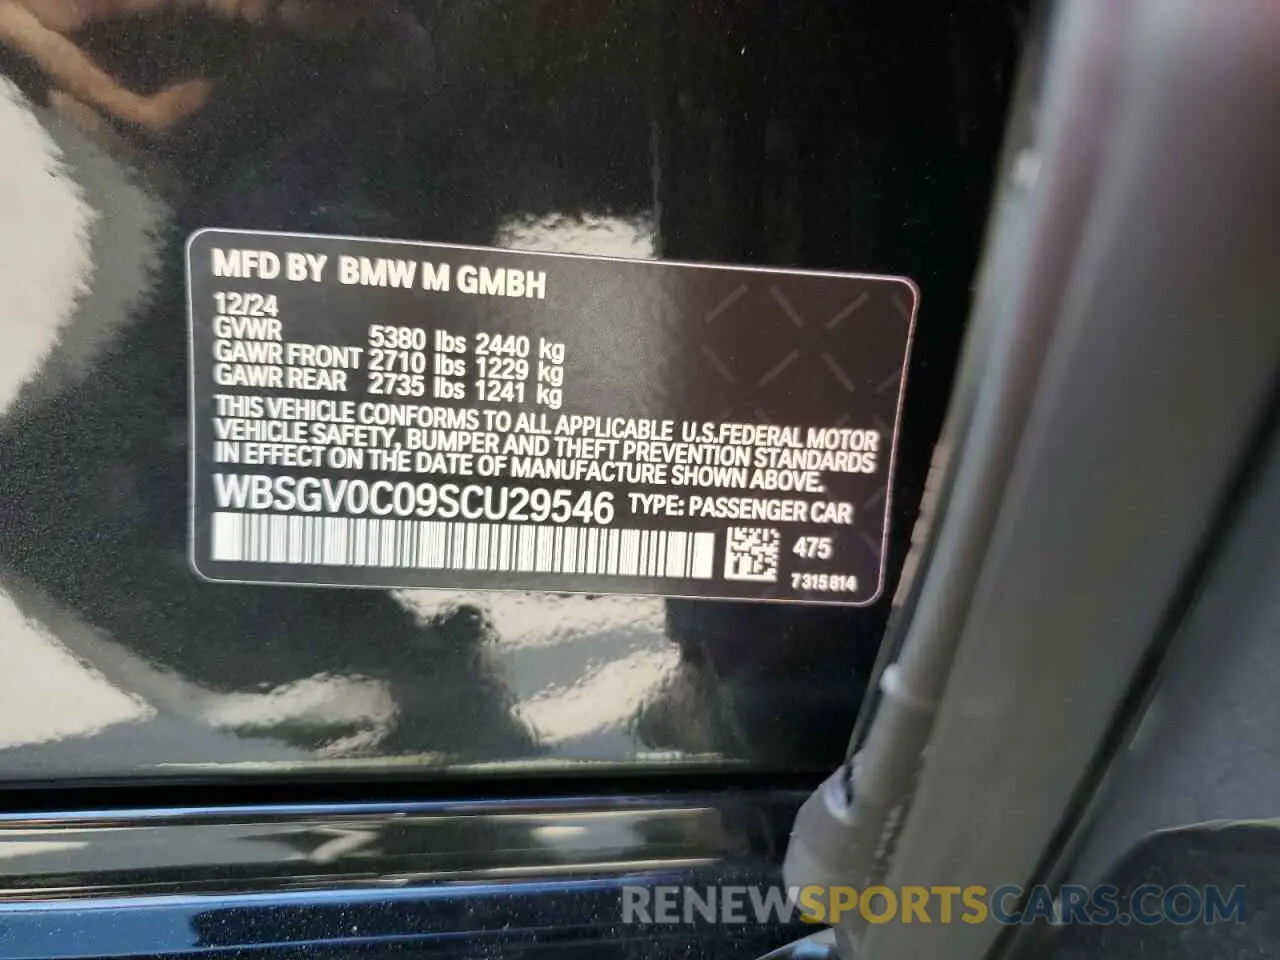 MFD BY BMW M GMBH
12/24
GVWR 5380 lbs 2440 kg
GAWR FRONT 2710 lbs 1229 kg
GAWR REAR 2735 lbs 1241 kg
THIS VEHICLE CONFORMS TO ALL APPLICABLE U.S.FEDERAL MOTOR
VEHICLE SAFETY, BUMPER AND THEFT PREVENTION STANDARDS
IN EFFECT ON THE DATE OF MANUFACTURE SHOWN ABOVE.
WBSGV0C09SCU29546 TYPE: PASSENGER CAR
475
7315814
RENEWSPORTSCARS.COM